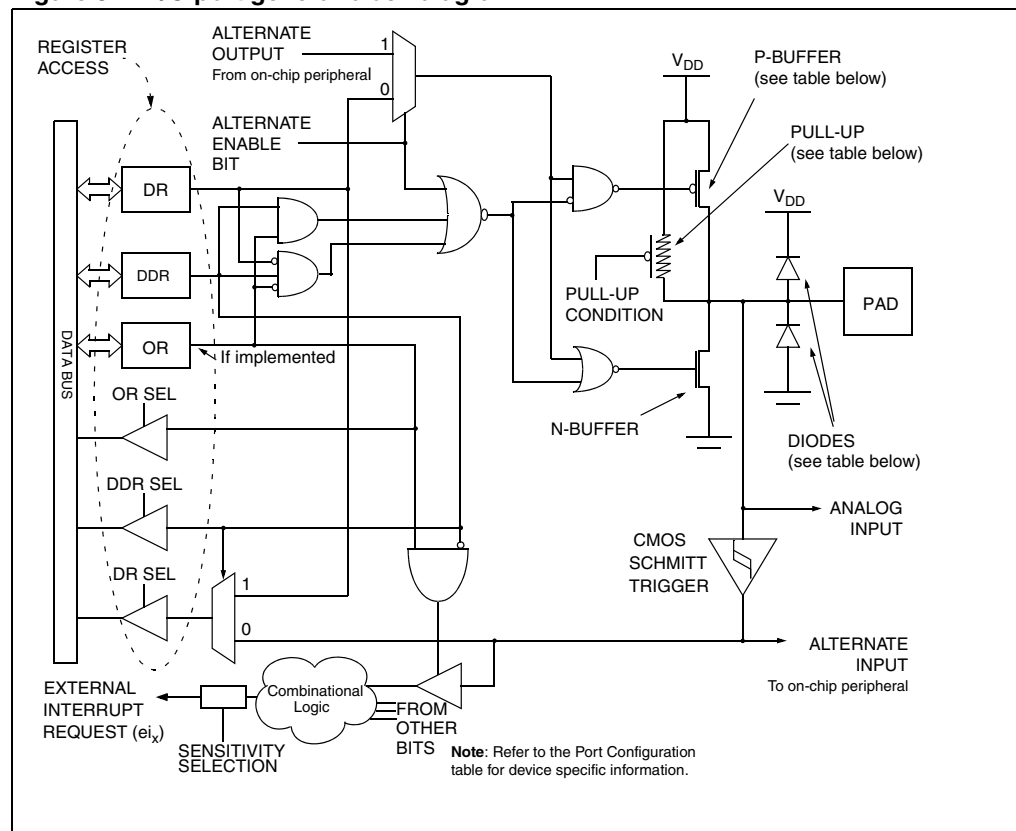 REGISTER
ACCESS
ALTERNATE
OUTPUT
From on-chip peripheral
1
0
ALTERNATE
ENABLE
BIT
VDD
P-BUFFER
(see table below)
PULL-UP
(see table below)
VDD
DR
DDR
OR
DATA BUS
If implemented
PULL-UP
CONDITION
PAD
N-BUFFER
DIODES
(see table below)
OR SEL
DDR SEL
DR SEL
1
0
ANALOG
INPUT
CMOS
SCHMITT
TRIGGER
ALTERNATE
INPUT
To on-chip peripheral
EXTERNAL
INTERRUPT
REQUEST (eix)
Combinational
Logic
SENSITIVITY
SELECTION
FROM
OTHER
BITS
Note: Refer to the Port Configuration
table for device specific information.